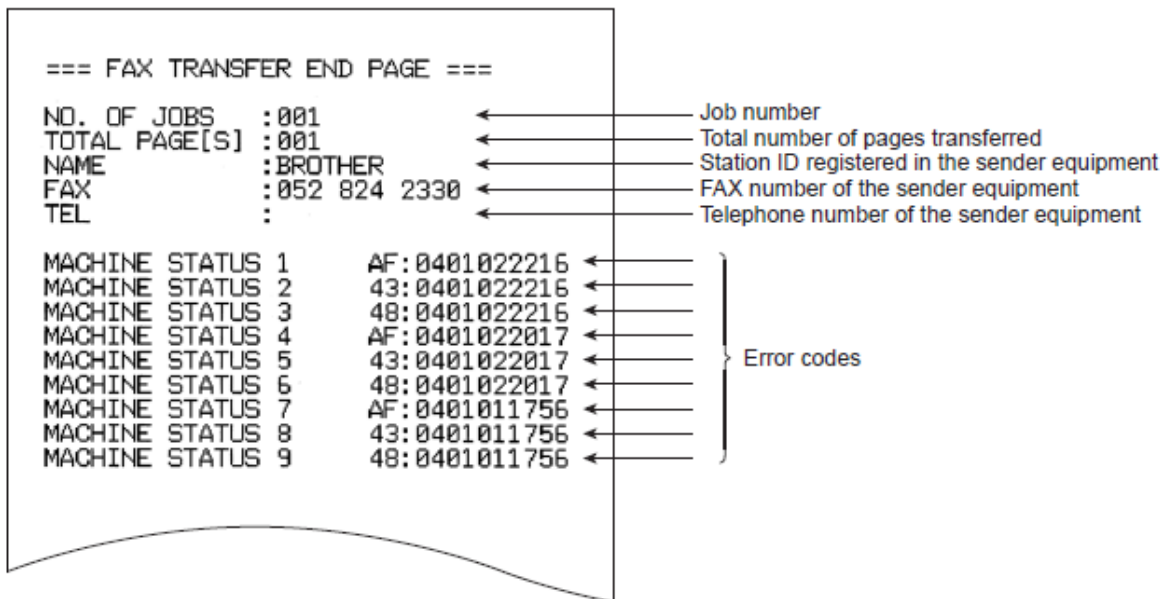 === FAX TRANSFER END PAGE ===
NO. OF JOBS :001 Job number
TOTAL PAGE[S] :001 Total number of pages transferred
NAME :BROTHER Station ID registered in the sender equipment
FAX :052 824 2330 FAX number of the sender equipment
TEL : Telephone number of the sender equipment
MACHINE STATUS 1 AF:0401022216
MACHINE STATUS 2 43:0401022216
MACHINE STATUS 3 48:0401022216
MACHINE STATUS 4 AF:0401022017
MACHINE STATUS 5 43:0401022017 Error codes
MACHINE STATUS 6 48:0401022017
MACHINE STATUS 7 AF:0401011756
MACHINE STATUS 8 43:0401011756
MACHINE STATUS 9 48:0401011756